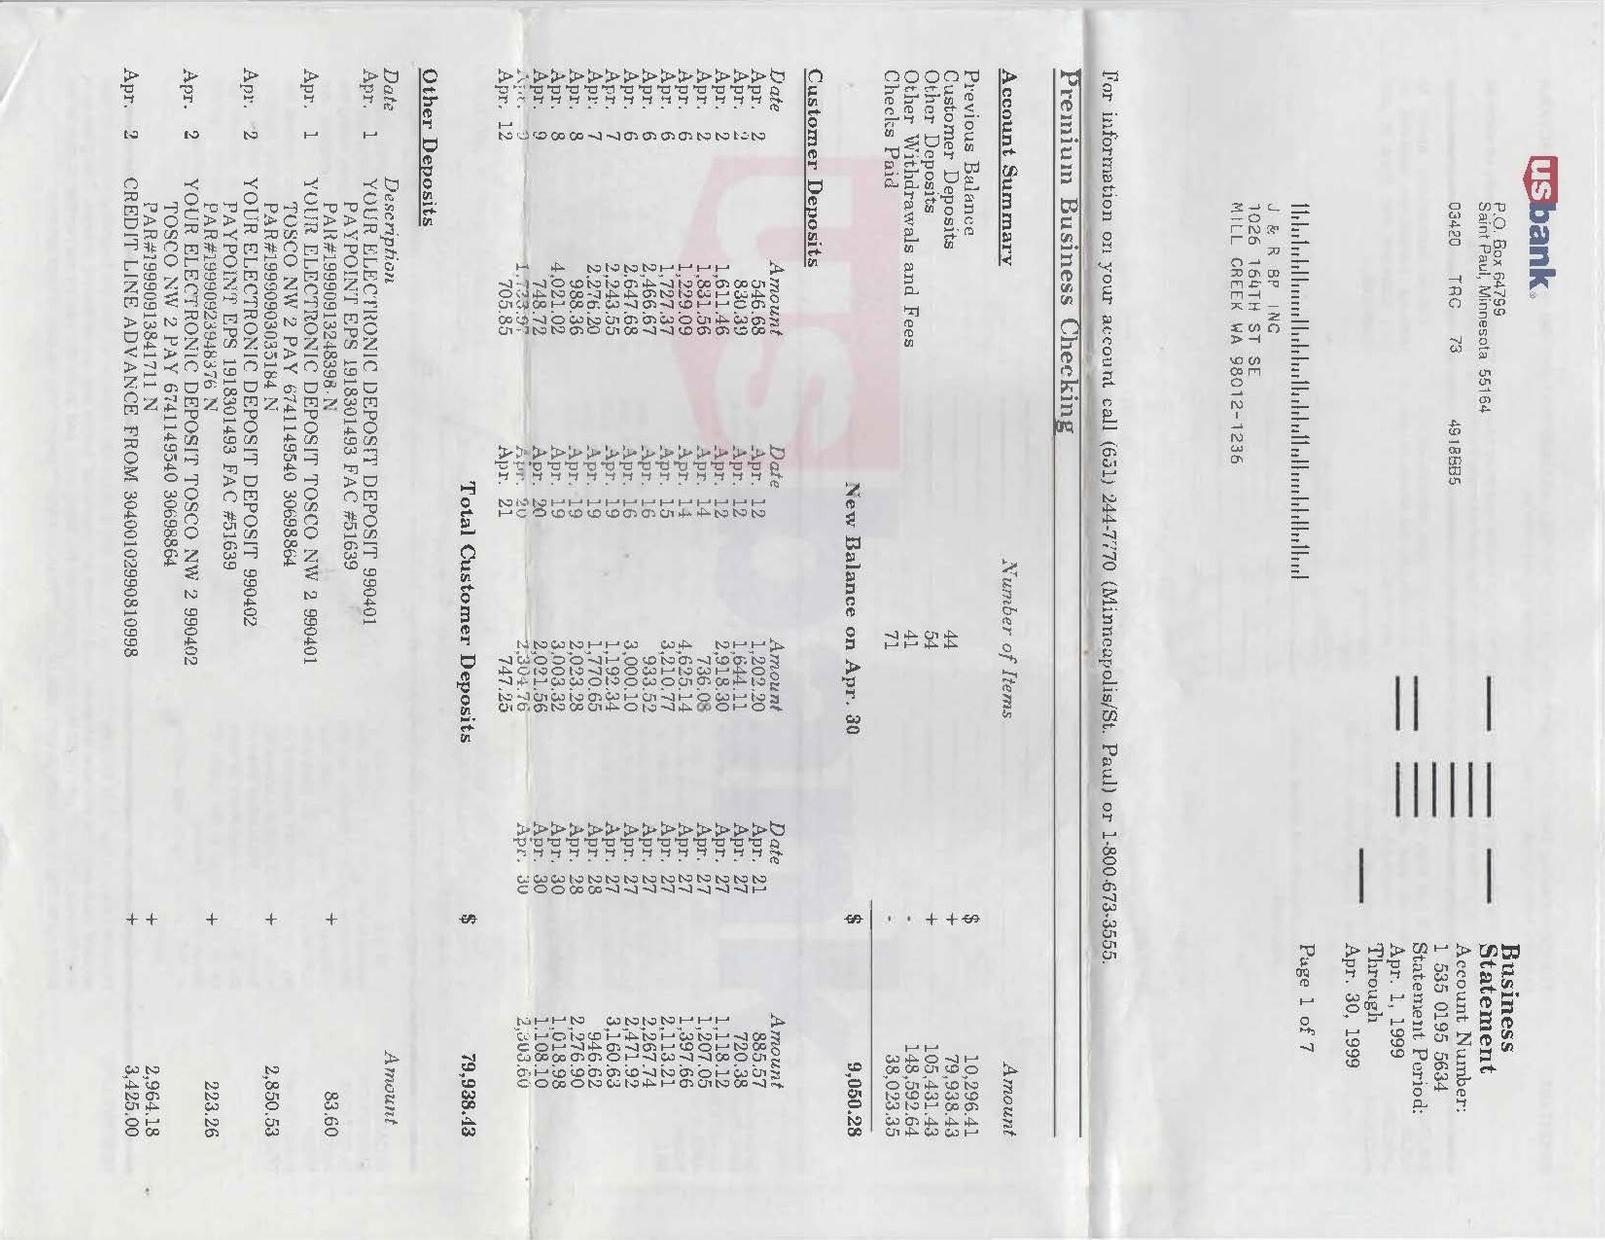 usbank
P.O. Box 64799
Saint Paul, Minnesota 55164
03420 TRG 73 4918BB5
Business
Statement
Account Number:
1 535 0195 5634
Statement Period:
Apr. 1, 1999
Through
Apr. 30, 1999
Page 1 of 7
J & R BP INC
1026 164TH ST SE
MILL CREEK WA 98012-1236
For information on your account call (651) 244-7770 (Minneapolis/St. Paul) or 1-800-673-3555.
Premium Business Checking
Account Summary Number of Items Amount
Previous Balance $ 10,296.41
Customer Deposits 44 + 79,938.43
Other Deposits 54 + 105,431.43
Other Withdrawals and Fees 41 - 148,592.64
Checks Paid 71 - 38,023.35
New Balance on Apr. 30 $ 9,050.28
Customer Deposits
Date Amount Date Amount Date Amount
Apr. 2 546.68 Apr. 12 1,202.20 Apr. 21 885.57
Apr. 2 830.39 Apr. 12 1,644.11 Apr. 27 720.38
Apr. 2 1,611.46 Apr. 12 2,918.30 Apr. 27 1,118.12
Apr. 2 1,831.56 Apr. 14 736.08 Apr. 27 1,207.05
Apr. 6 1,229.09 Apr. 14 4,625.14 Apr. 27 1,397.66
Apr. 6 1,727.37 Apr. 15 3,210.77 Apr. 27 2,113.21
Apr. 6 2,466.67 Apr. 16 933.52 Apr. 27 2,267.74
Apr. 6 2,647.68 Apr. 16 3,000.10 Apr. 27 2,471.92
Apr. 7 2,243.55 Apr. 19 1,192.34 Apr. 27 3,160.63
Apr. 7 2,276.20 Apr. 19 1,770.65 Apr. 28 946.62
Apr. 8 988.36 Apr. 19 2,023.28 Apr. 28 2,276.90
Apr. 8 4,021.02 Apr. 19 3,003.32 Apr. 30 1,018.98
Apr. 9 748.72 Apr. 20 2,021.56 Apr. 30 1,108.10
Apr. 9 Apr. 20 2,304.76 Apr. 30 2,303.60
Apr. 12 705.85 Apr. 21 747.25
Total Customer Deposits $ 79,938.43
Other Deposits
Date Description Amount
Apr. 1 YOUR ELECTRONIC DEPOSIT DEPOSIT 990401
PAYPOINT EPS 1918301493 FAC #51639
PAR#199909132483​98 N + 83.60
Apr. 1 YOUR ELECTRONIC DEPOSIT TOSCO NW 2 990401
TOSCO NW 2 PAY 6741149540 30698864
PAR#19990903035184 N + 2,850.53
Apr. 2 YOUR ELECTRONIC DEPOSIT DEPOSIT 990402
PAYPOINT EPS 1918301493 FAC #51639
PAR#19990923948376 N + 223.26
Apr. 2 YOUR ELECTRONIC DEPOSIT TOSCO NW 2 990402
TOSCO NW 2 PAY 6741149540 30698864
PAR#19990913841711 N + 2,964.18
Apr. 2 CREDIT LINE ADVANCE FROM 30400102990810998 + 3,425.00